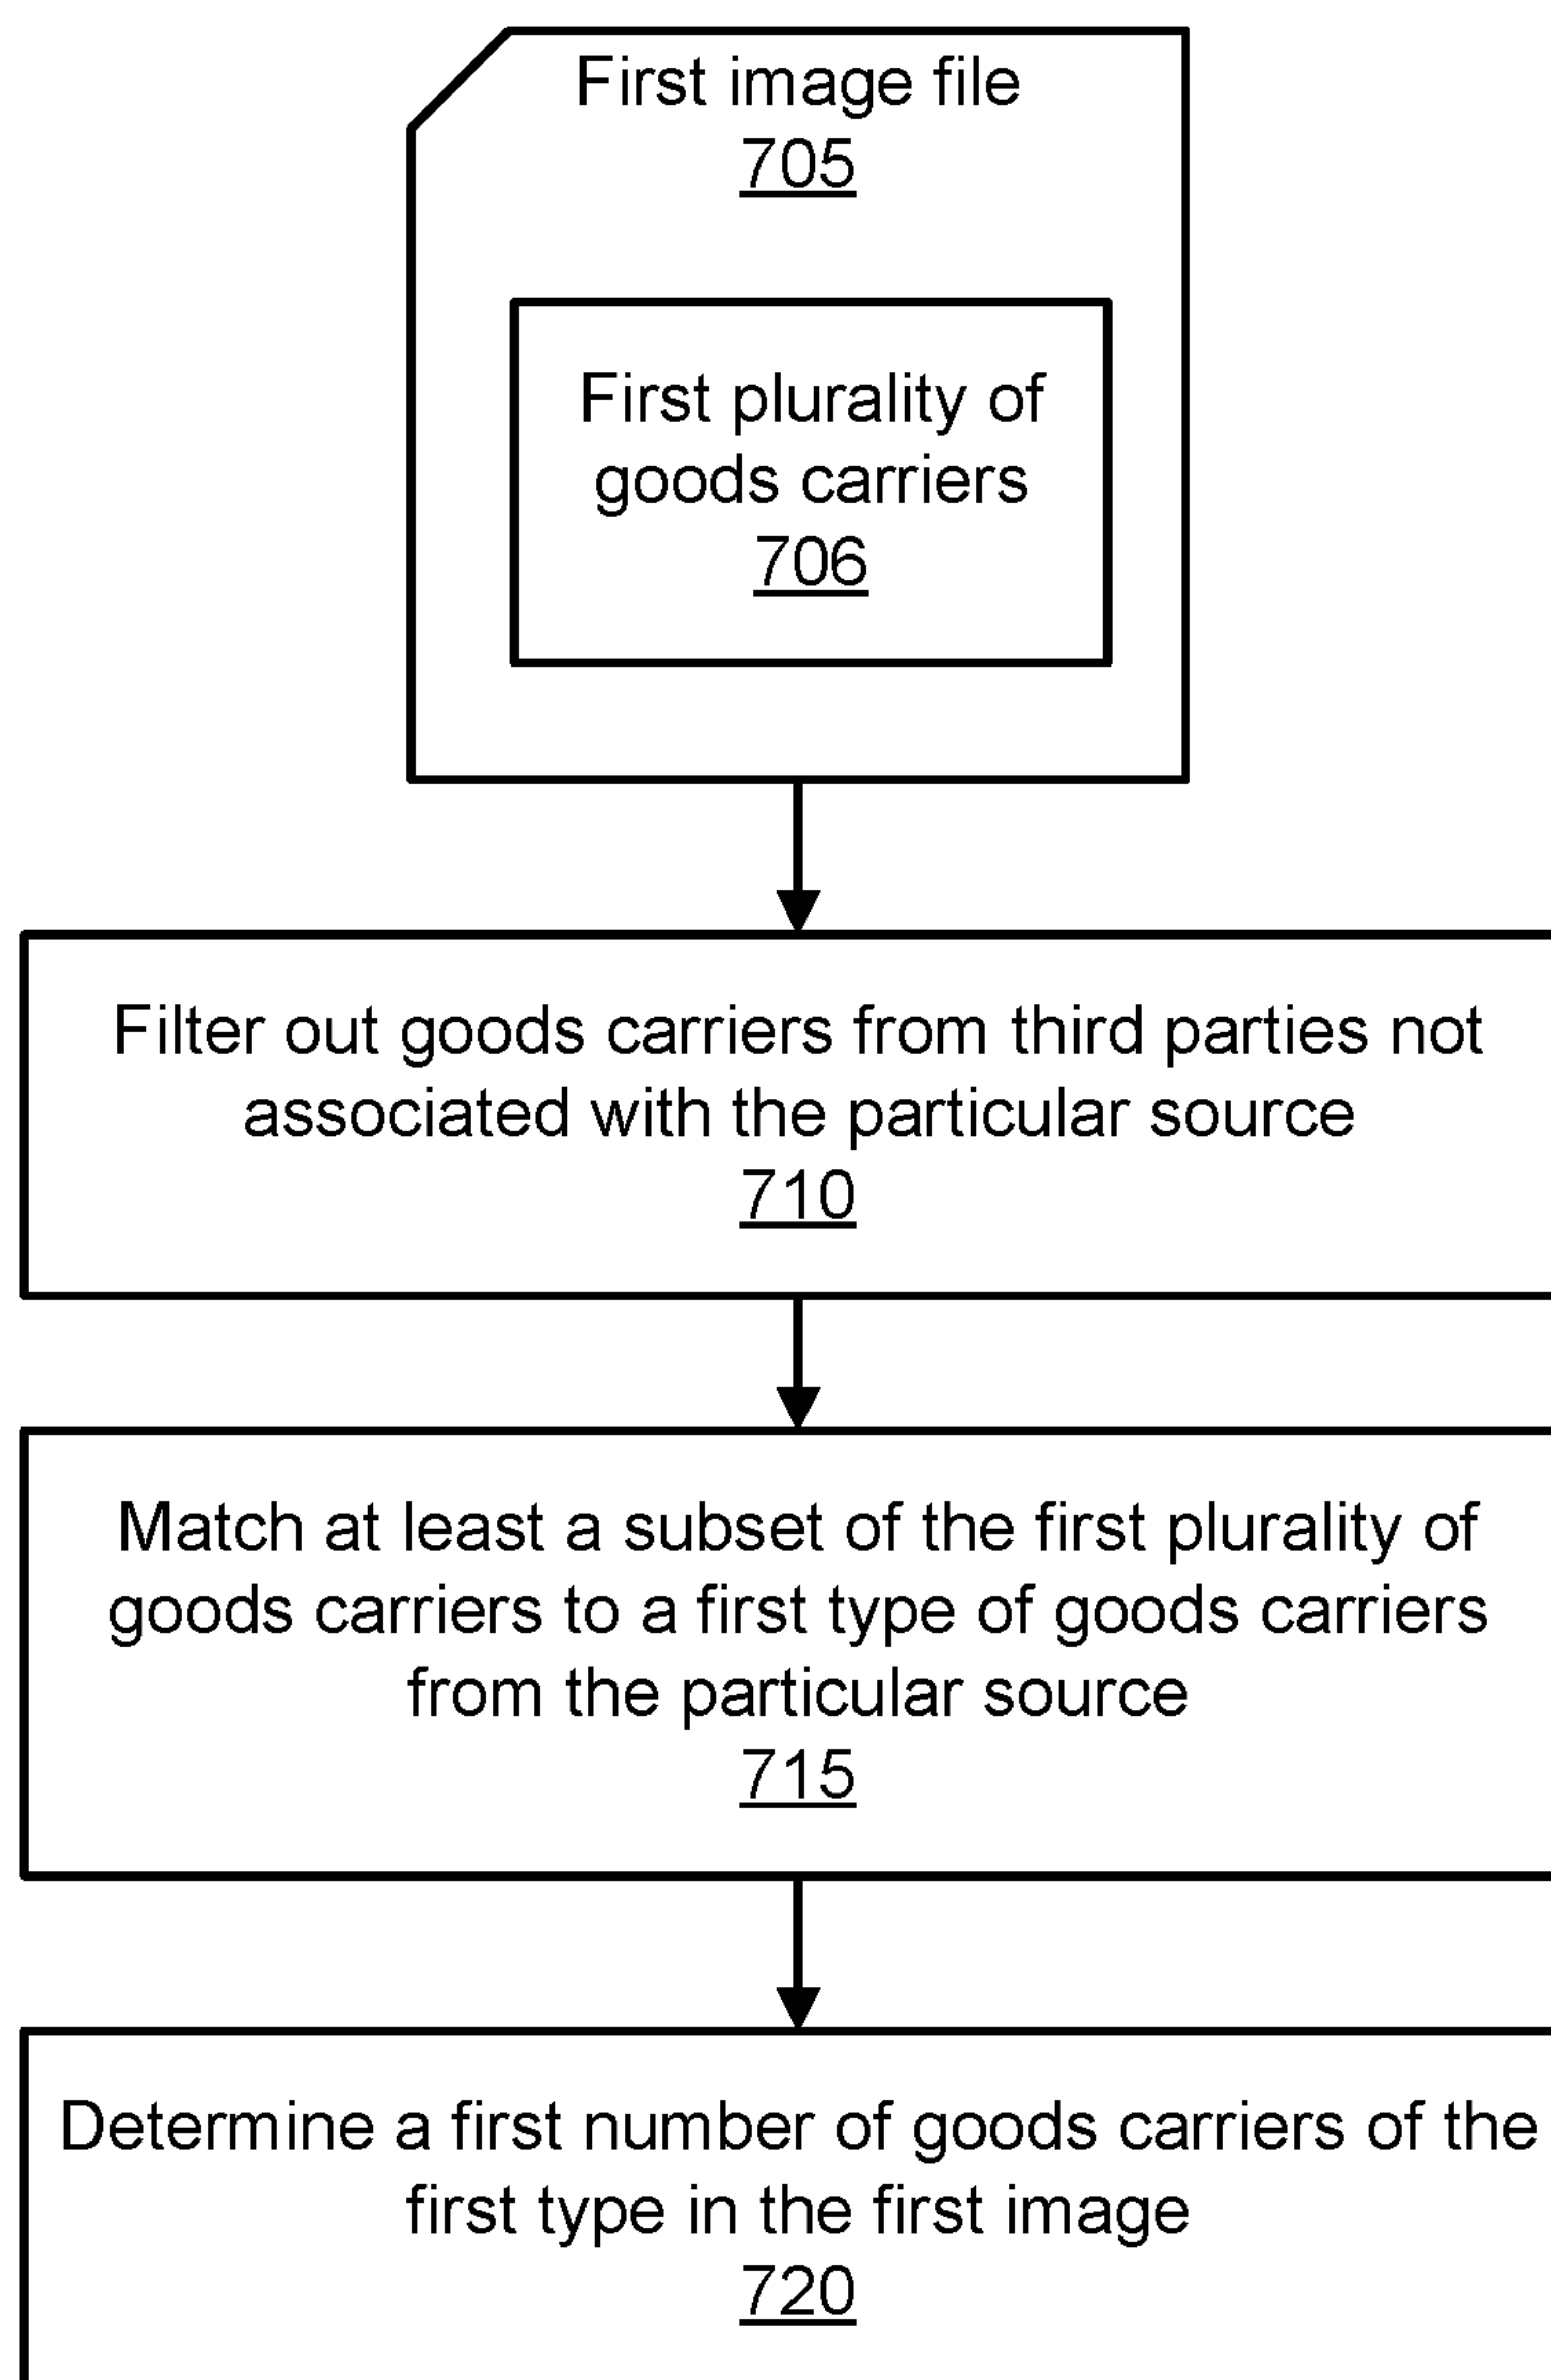 First image file
705
First plurality of
goods carriers
706
Filter out goods carriers from third parties not
associated with the particular source
710
Match at least a subset of the first plurality of
goods carriers to a first type of goods carriers
from the particular source
715
Determine a first number of goods carriers of the
first type in the first image
720